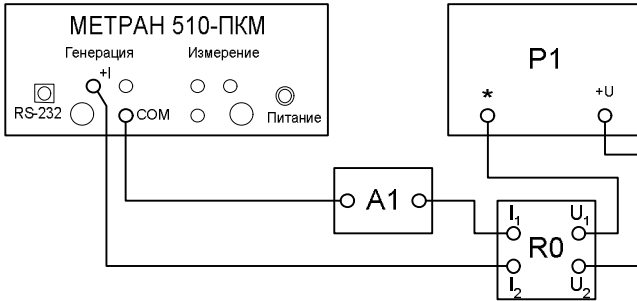 МЕТРАН 510-ПКМ
Генерация Измерение
+I
RS-232 COM Питание
P1
* +U
A1
I1 U1
R0
I2 U2